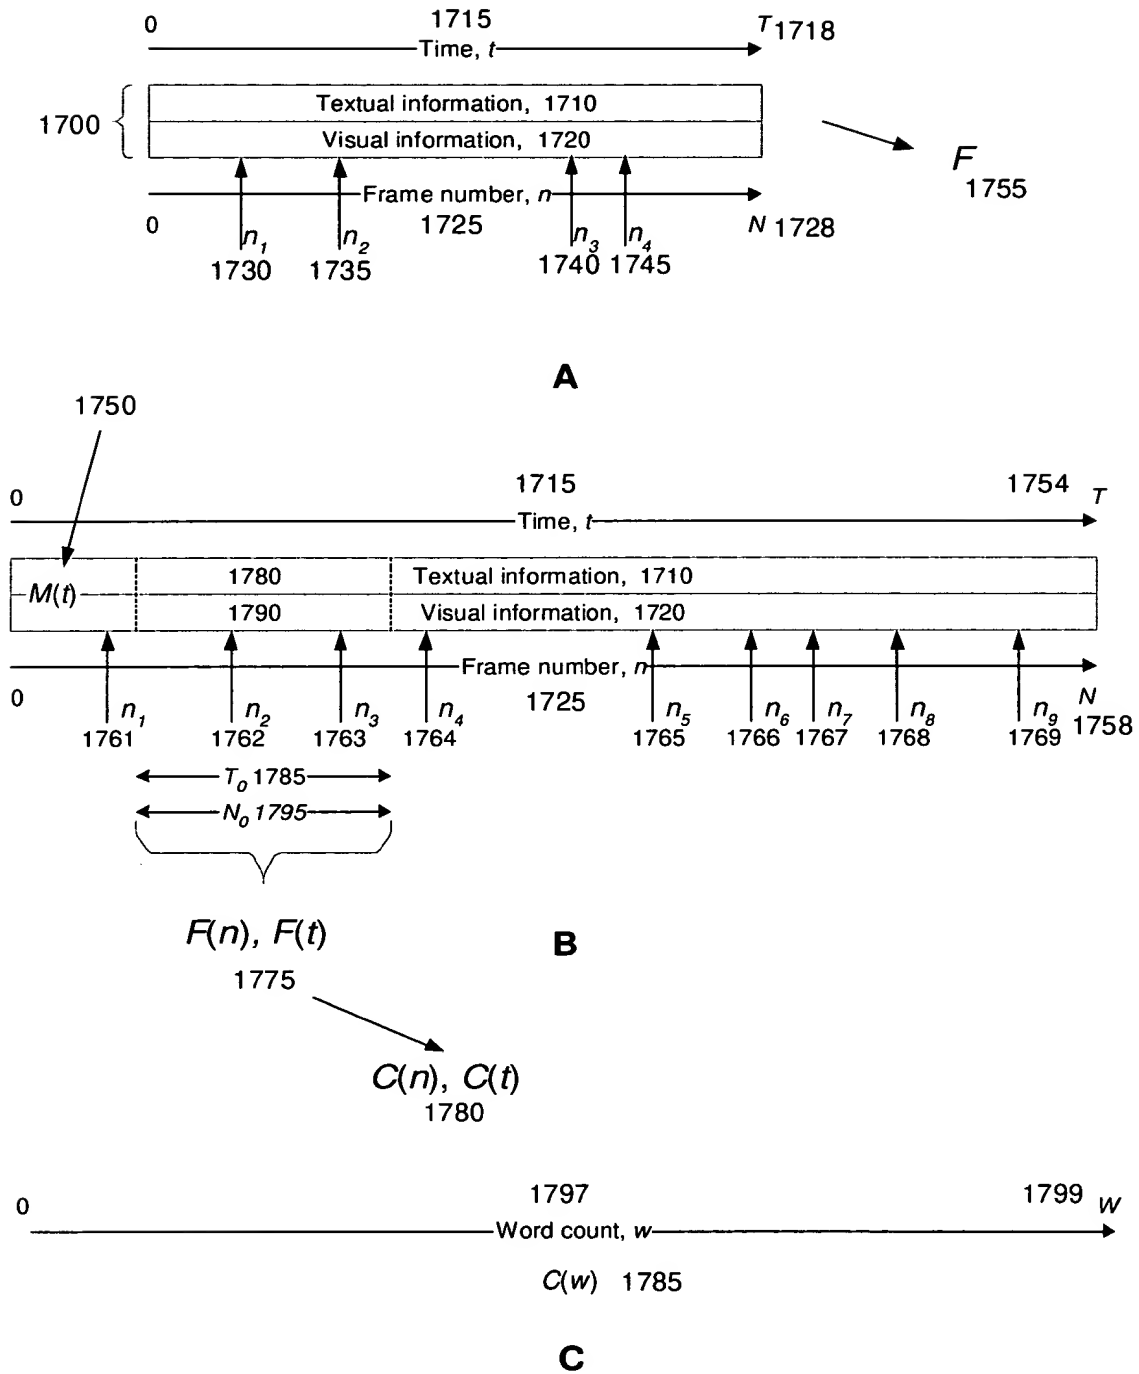 0 1715 T 1718
Time, t
1700
Textual information, 1710
Visual information, 1720
F
1755
Frame number, n
0 1725 N 1728
n1 n2 n3 n4
1730 1735 1740 1745
A
1750
0 1715 1754 T
Time, t
M(t) 1780 Textual information, 1710
1790 Visual information, 1720
Frame number, n
0 1725 N
n1 n2 n3 n4 n5 n6 n7 n8 n9 1758
1761 1762 1763 1764 1765 1766 1767 1768 1769
T0 1785
N0 1795
F(n), F(t)
B
1775
C(n), C(t)
1780
0 1797 1799 W
Word count, w
C(w) 1785
C